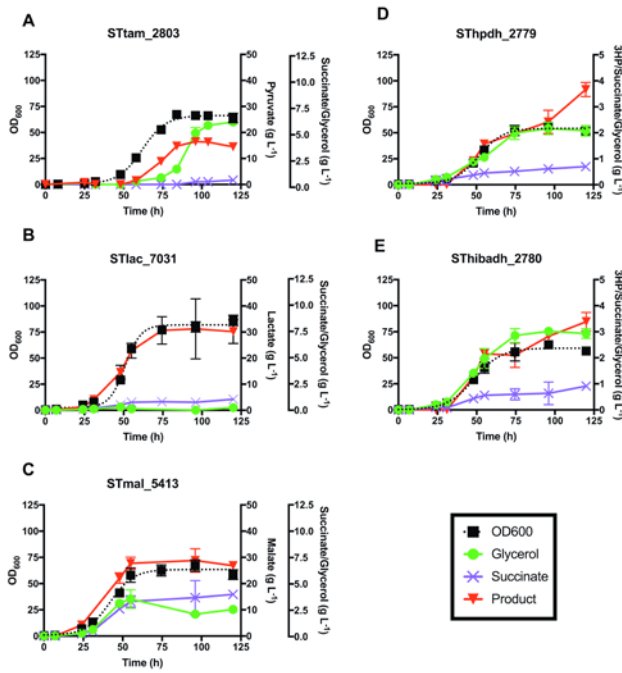 A
STtam_2803
OD600
125
100
75
50
25
0
0 25 50 75 100 125
Time (h)
50
40
30
20
10
0
Pyruvate (g L-1)
12.5
10.0
7.5
5.0
2.5
0.0
Succinate/Glycerol (g L-1)
D
SThpdh_2779
OD600
125
100
75
50
25
0
0 25 50 75 100 125
Time (h)
5
4
3
2
1
0
3HP/Succinate/Glycerol (g L-1)
B
STlac_7031
OD600
125
100
75
50
25
0
0 25 50 75 100 125
Time (h)
50
40
30
20
10
0
Lactate (g L-1)
12.5
10.0
7.5
5.0
2.5
0.0
Succinate/Glycerol (g L-1)
E
SThibadh_2780
OD600
125
100
75
50
25
0
0 25 50 75 100 125
Time (h)
5
4
3
2
1
0
3HP/Succinate/Glycerol (g L-1)
C
STmal_5413
OD600
125
100
75
50
25
0
0 25 50 75 100 125
Time (h)
50
40
30
20
10
0
Malate (g L-1)
12.5
10.0
7.5
5.0
2.5
0.0
Succinate/Glycerol (g L-1)
OD600
Glycerol
Succinate
Product